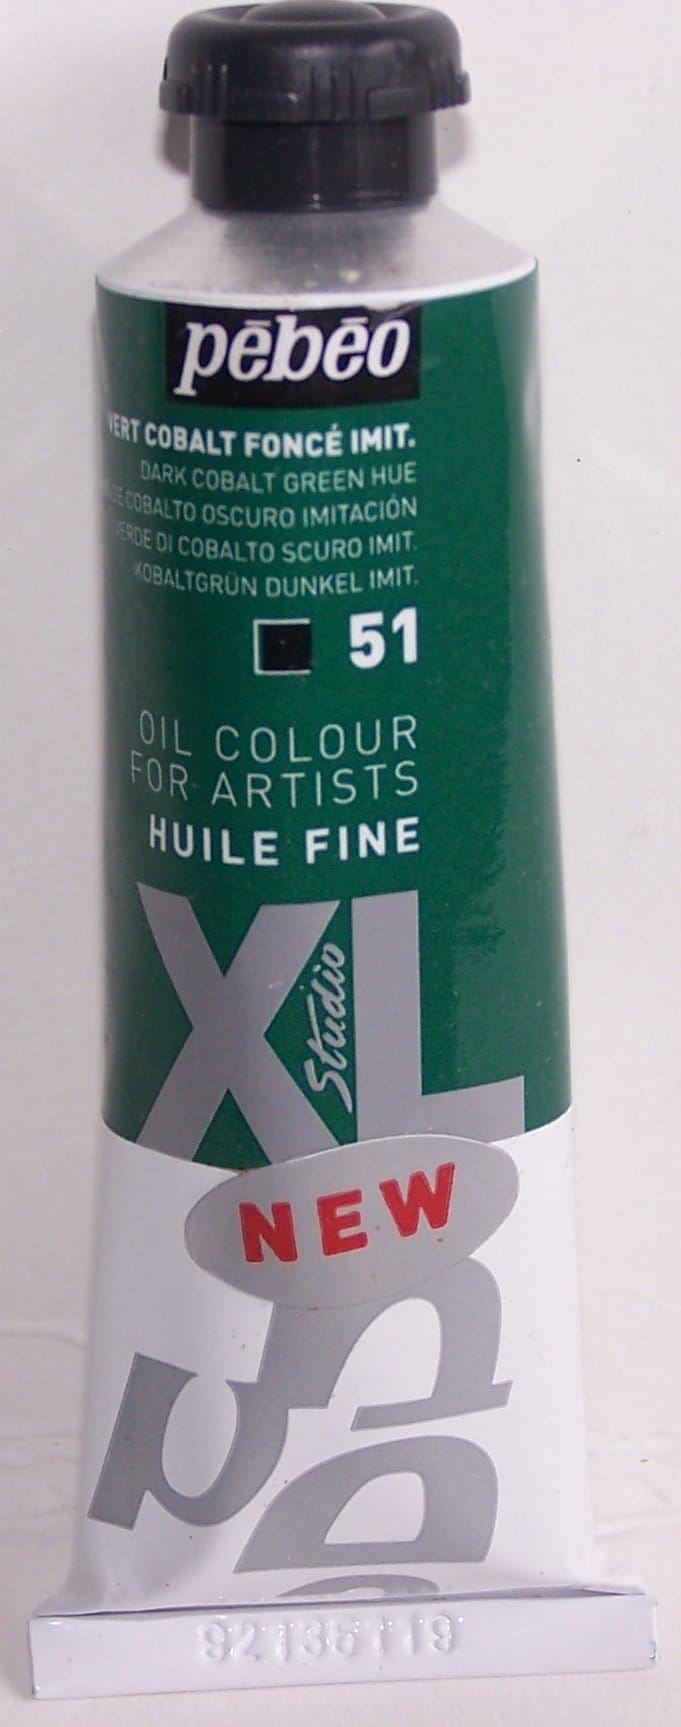 pēbēo
VERT COBALT FONCÉ IMIT.
DARK COBALT GREEN HUE
DE COBALTO OSCURO IMITACIÓN
VERDE DI COBALTO SCURO IMIT.
KOBALTGRÜN DUNKEL IMIT.
51
OIL COLOUR
FOR ARTISTS
HUILE FINE
XL
Studio
NEW